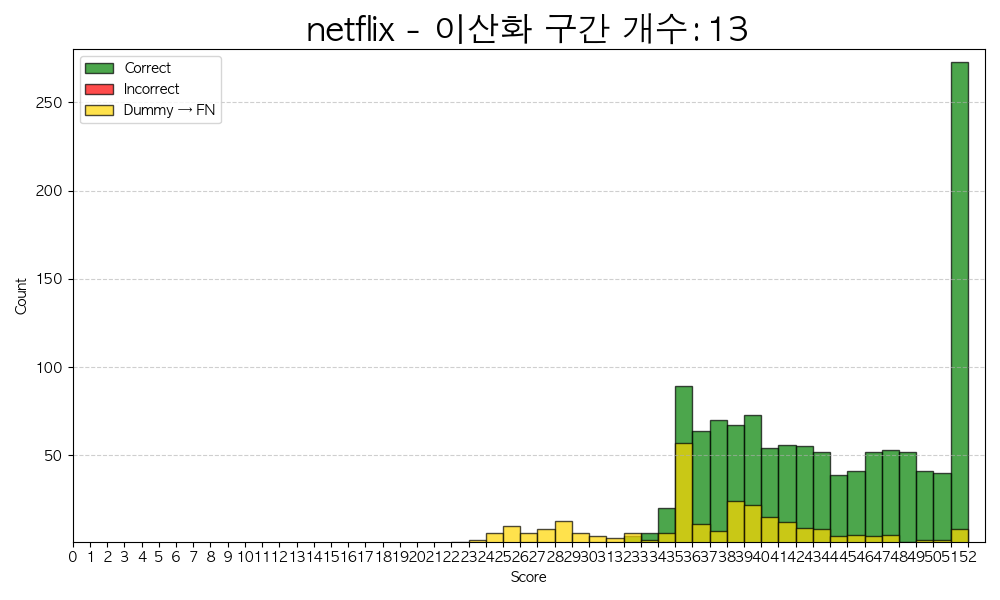 netflix - 이산화 구간 개수:13
Correct
Incorrect
Dummy → FN
250
200
150
100
50
Count
0 1 2 3 4 5 6 7 8 9 10 11 12 13 14 15 16 17 18 19 20 21 22 23 24 25 26 27 28 29 30 31 32 33 34 35 36 37 38 39 40 41 42 43 44 45 46 47 48 49 50 51 52
Score